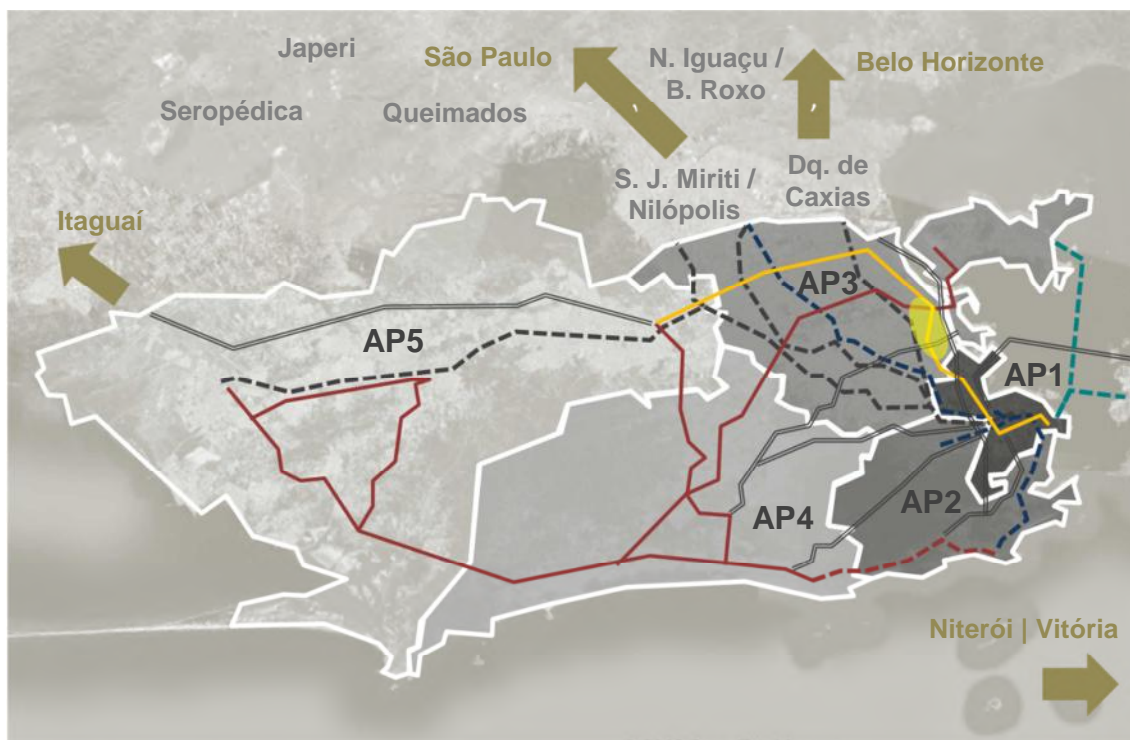 Japeri
São Paulo
N. Iguaçu /
B. Roxo
Belo Horizonte
Seropédica
Queimados
S. J. Miriti /
Nilópolis
Dq. de
Caxias
Itaguaí
AP3
AP5
AP1
AP2
AP4
Niterói | Vitória